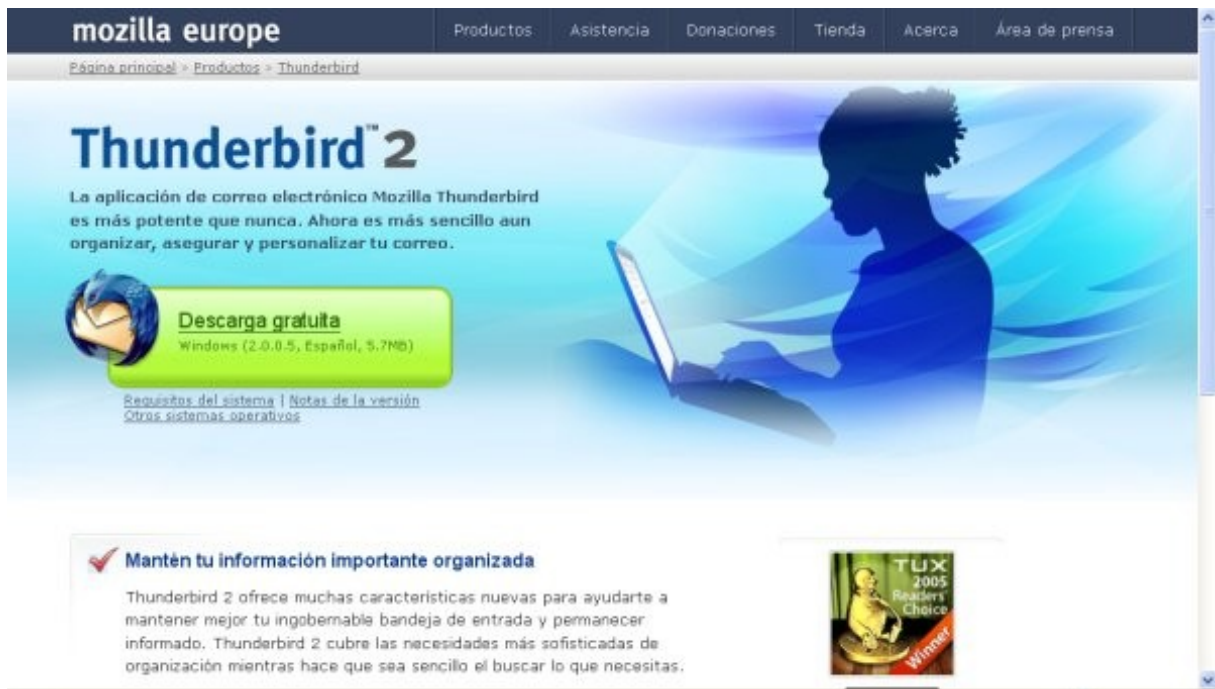 mozilla europe
Productos Asistencia Donaciones Tienda Acerca Área de prensa
Página principal » Productos » Thunderbird
Thunderbird™ 2
La aplicación de correo electrónico Mozilla Thunderbird
es más potente que nunca. Ahora es más sencillo aun
organizar, asegurar y personalizar tu correo.
Descarga gratuita
Windows (2.0.0.5, Español, 5.7MB)
Requisitos del sistema | Notas de la versión
Otros sistemas operativos
Mantén tu información importante organizada
Thunderbird 2 ofrece muchas características nuevas para ayudarte a
mantener mejor tu ingobernable bandeja de entrada y permanecer
informado. Thunderbird 2 cubre las necesidades más sofisticadas de
organización mientras hace que sea sencillo el buscar lo que necesitas.
TUX
2005
Readers'
Choice
Winner